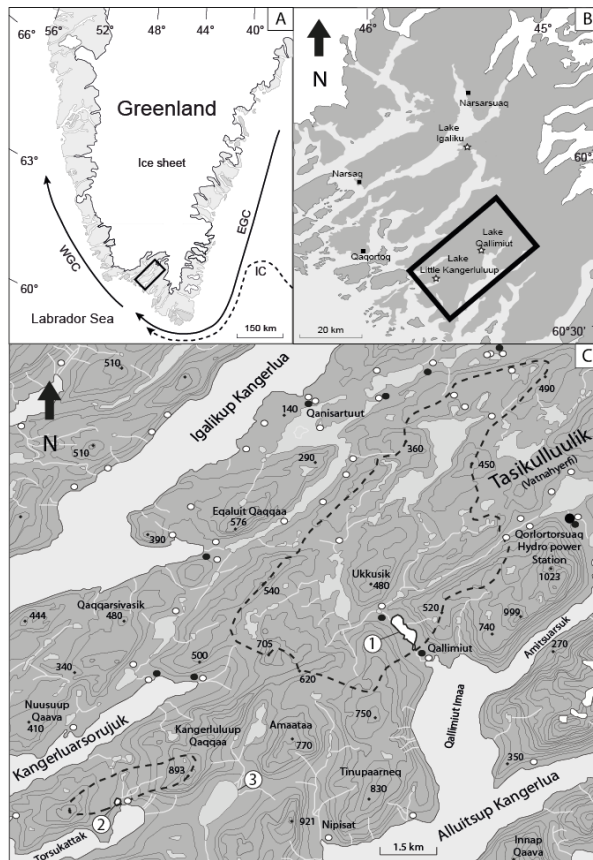 A
66°
56°
52°
48°
44°
40°
Greenland
Ice sheet
63°
60°
WGC
EGC
IC
Labrador Sea
150 km
B
46°
45°
N
Narsarsuaq
Lake
Igaliku
60°
Narsaq
Lake
Qallimiut
Qaqortoq
Lake
Little Kangerluluup
20 km
60°30'
C
510
N
510
Igalikup Kangerlua
140
Qanisartuut
290
360
490
450
Tasikulluulik
(Vatnahverfi)
Eqaluit Qaqqaa
576
390
Qorlortorsuaq
Hydro power
Station
1023
Ukkusik
480
540
520
999
740
Qaqqarsivasik
480
444
1
Qallimiut
Amitsuarsuk
270
705
500
340
620
Nuusuup
Qaava
410
Kangerluarsorujuk
Kangerluluup
Qaqqaa
893
Amaataa
770
750
Qallimiut Imaa
350
3
Tinupaarneq
830
2
Torsukattak
921
Nipisat
1.5 km
Alluitsup Kangerlua
Innap
Qaava